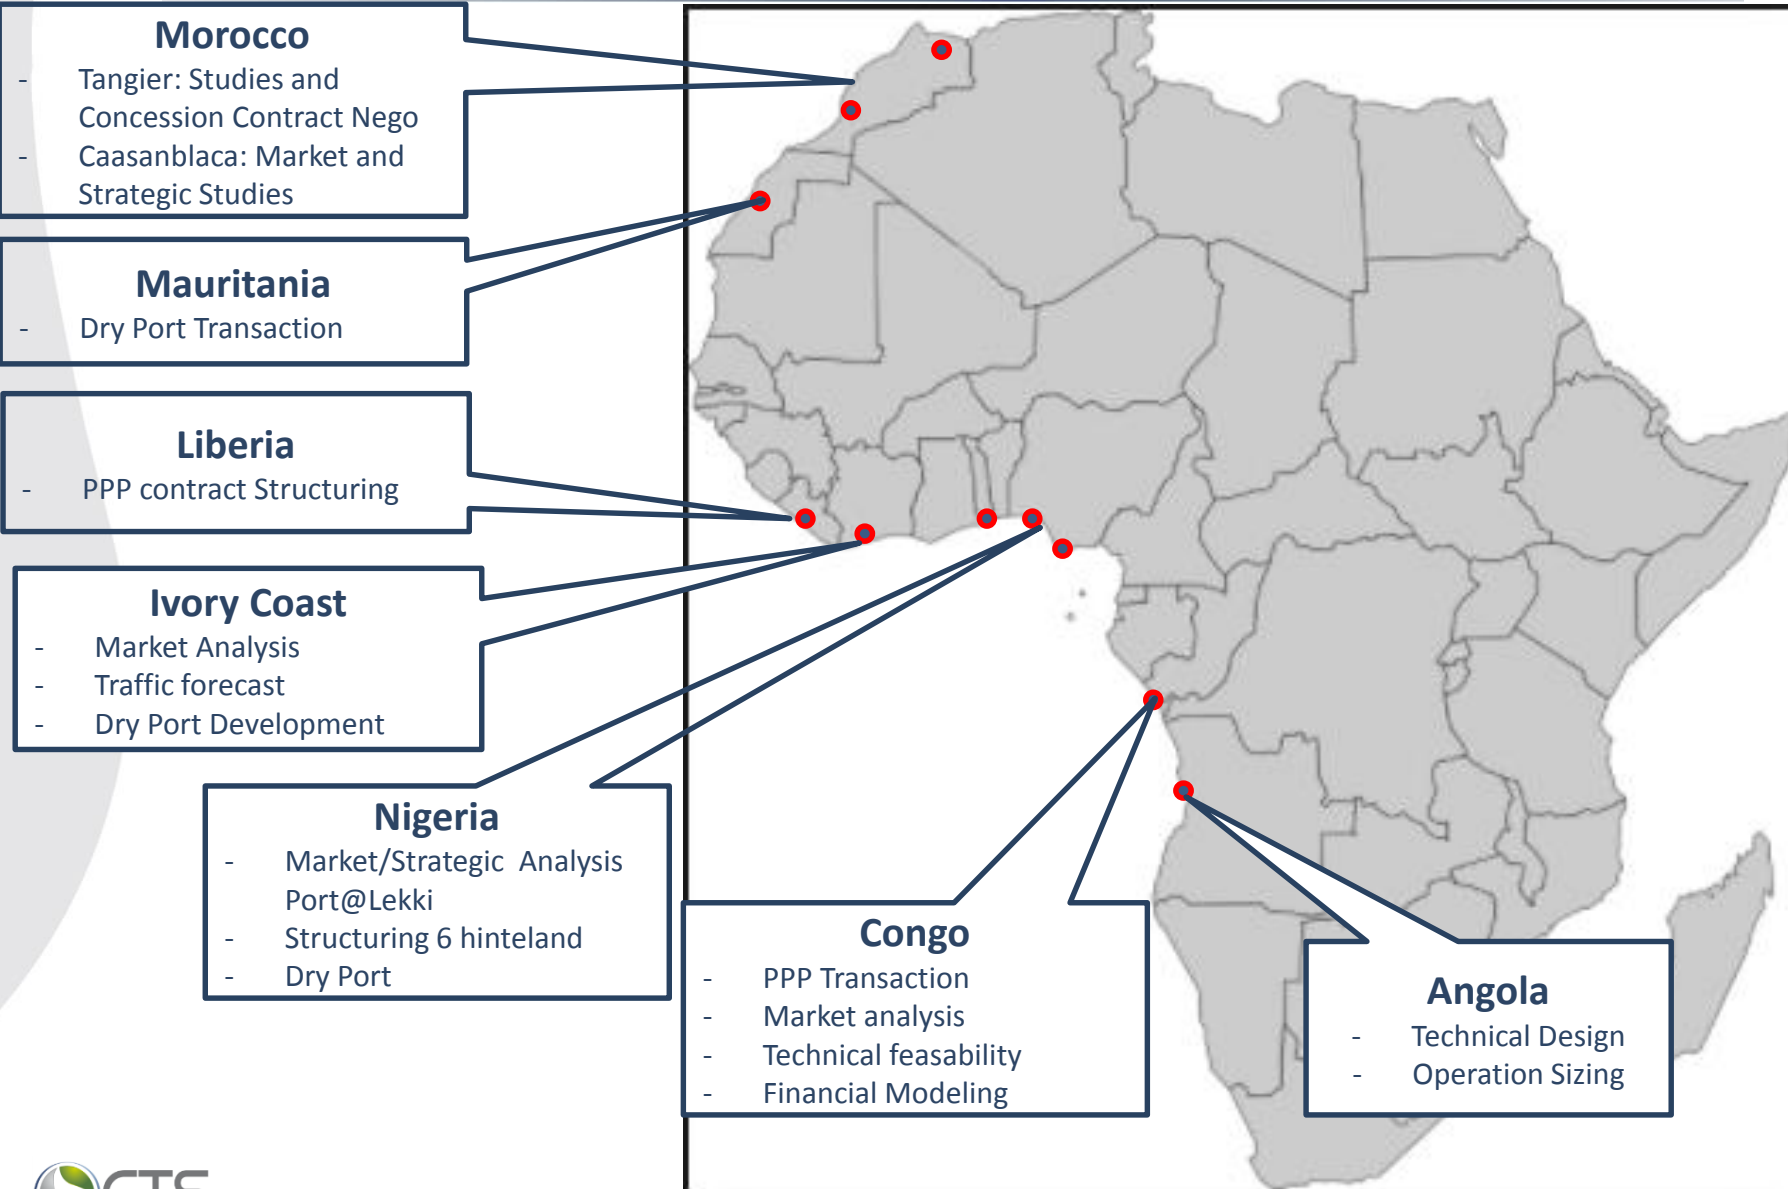 Morocco
- Tangier: Studies and
Concession Contract Nego
- Caasanblaca: Market and
Strategic Studies
Mauritania
- Dry Port Transaction
Liberia
- PPP contract Structuring
Ivory Coast
- Market Analysis
- Traffic forecast
- Dry Port Development
Nigeria
- Market/Strategic Analysis
Port@Lekki
- Structuring 6 hinteland
- Dry Port
Congo
- PPP Transaction
- Market analysis
- Technical feasability
- Financial Modeling
Angola
- Technical Design
- Operation Sizing